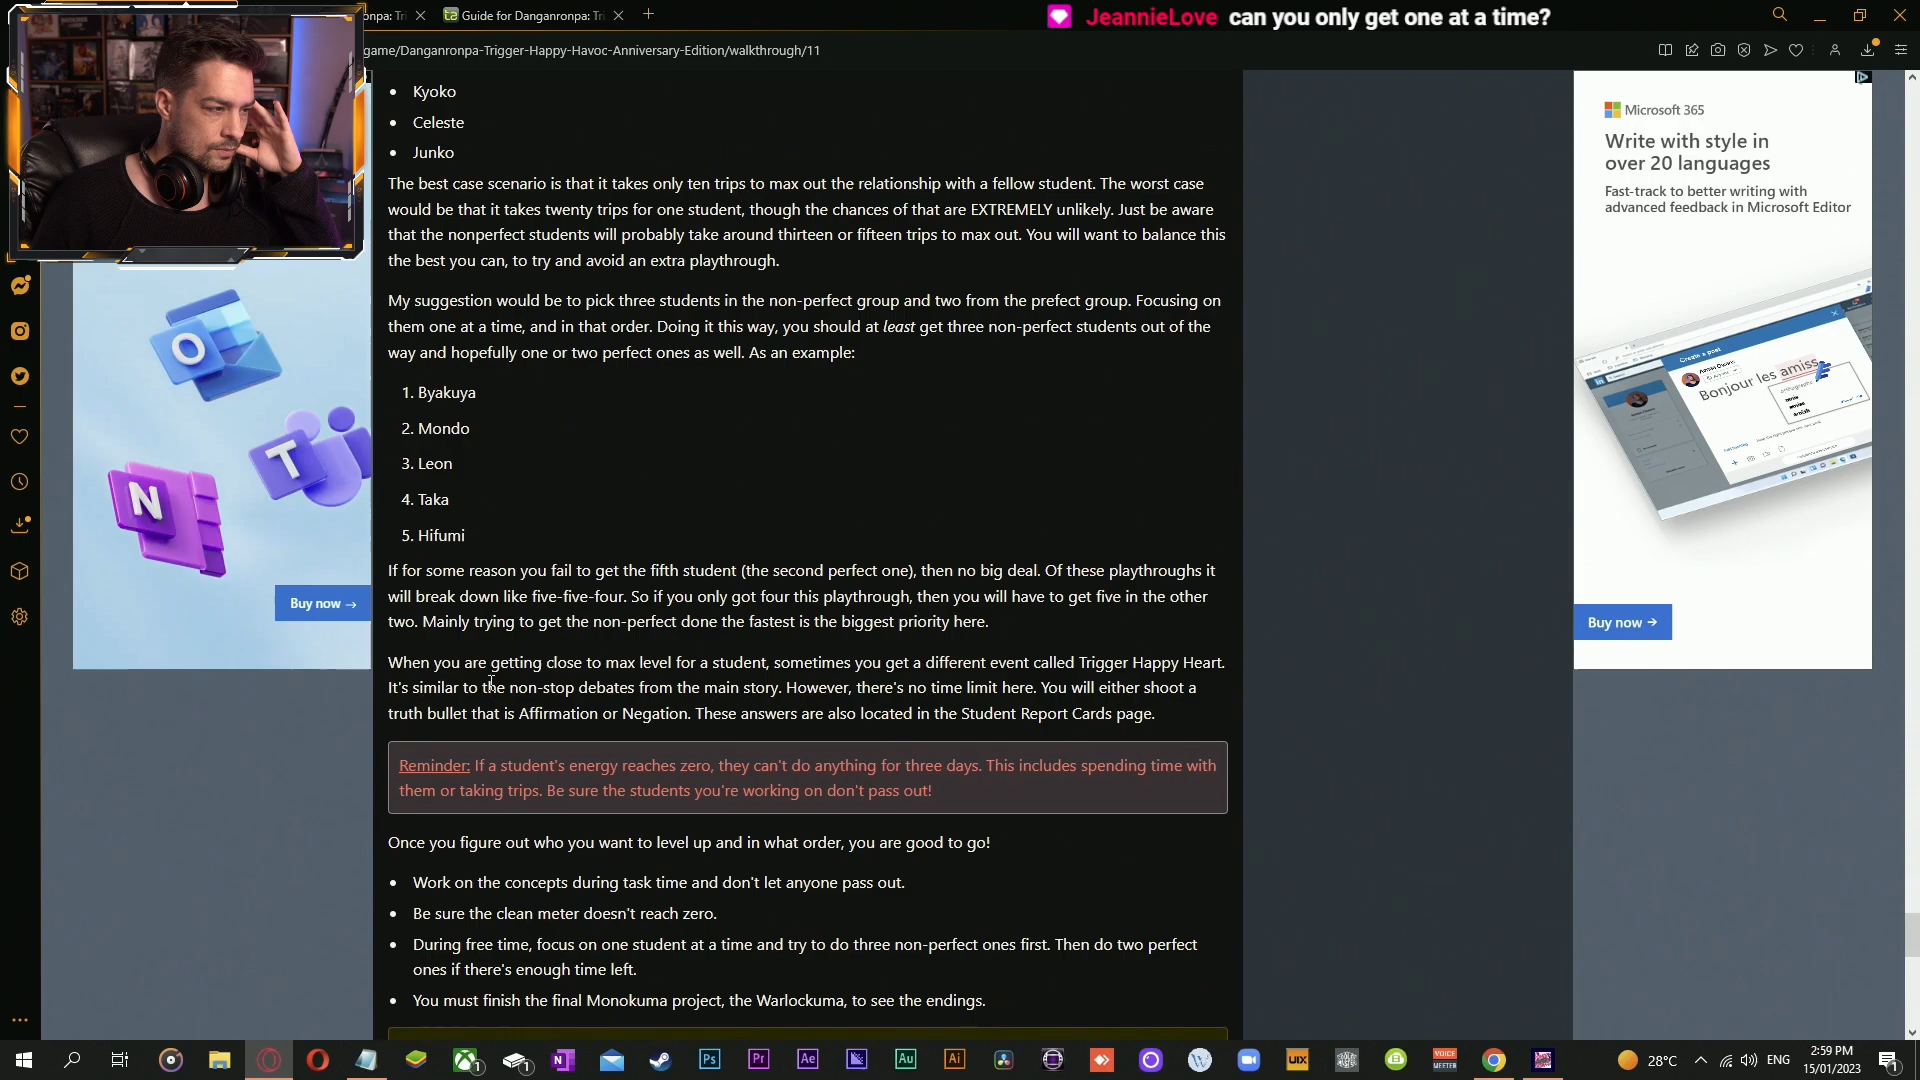 onpa: Tri
Guide for Danganronpa: Tri
JeannieLove can you only get one at a time?
game/Danganronpa-Trigger-Happy-Havoc-Anniversary-Edition/walkthrough/11
Kyoko
Celeste
Junko
The best case scenario is that it takes only ten trips to max out the relationship with a fellow student. The worst case
would be that it takes twenty trips for one student, though the chances of that are EXTREMELY unlikely. Just be aware
that the nonperfect students will probably take around thirteen or fifteen trips to max out. You will want to balance this
the best you can, to try and avoid an extra playthrough.
My suggestion would be to pick three students in the non-perfect group and two from the prefect group. Focusing on
them one at a time, and in that order. Doing it this way, you should at least get three non-perfect students out of the
way and hopefully one or two perfect ones as well. As an example:
1. Byakuya
2. Mondo
3. Leon
4. Taka
5. Hifumi
If for some reason you fail to get the fifth student (the second perfect one), then no big deal. Of these playthroughs it
will break down like five-five-four. So if you only got four this playthrough, then you will have to get five in the other
two. Mainly trying to get the non-perfect done the fastest is the biggest priority here.
When you are getting close to max level for a student, sometimes you get a different event called Trigger Happy Heart.
It's similar to the non-stop debates from the main story. However, there's no time limit here. You will either shoot a
truth bullet that is Affirmation or Negation. These answers are also located in the Student Report Cards page.
Reminder: If a student's energy reaches zero, they can't do anything for three days. This includes spending time with
them or taking trips. Be sure the students you're working on don't pass out!
Once you figure out who you want to level up and in what order, you are good to go!
Work on the concepts during task time and don't let anyone pass out.
Be sure the clean meter doesn't reach zero.
During free time, focus on one student at a time and try to do three non-perfect ones first. Then do two perfect
ones if there's enough time left.
You must finish the final Monokuma project, the Warlockuma, to see the endings.
O
T
N
Buy now →
Microsoft 365
Write with style in
over 20 languages
Fast-track to better writing with
advanced feedback in Microsoft Editor
Create a post
Bonjour les amiss
Buy now →
Ps
Pr
Ae
Au
Ai
UIX
VOICE
MEETER
28°C
ENG
2:59 PM
15/01/2023